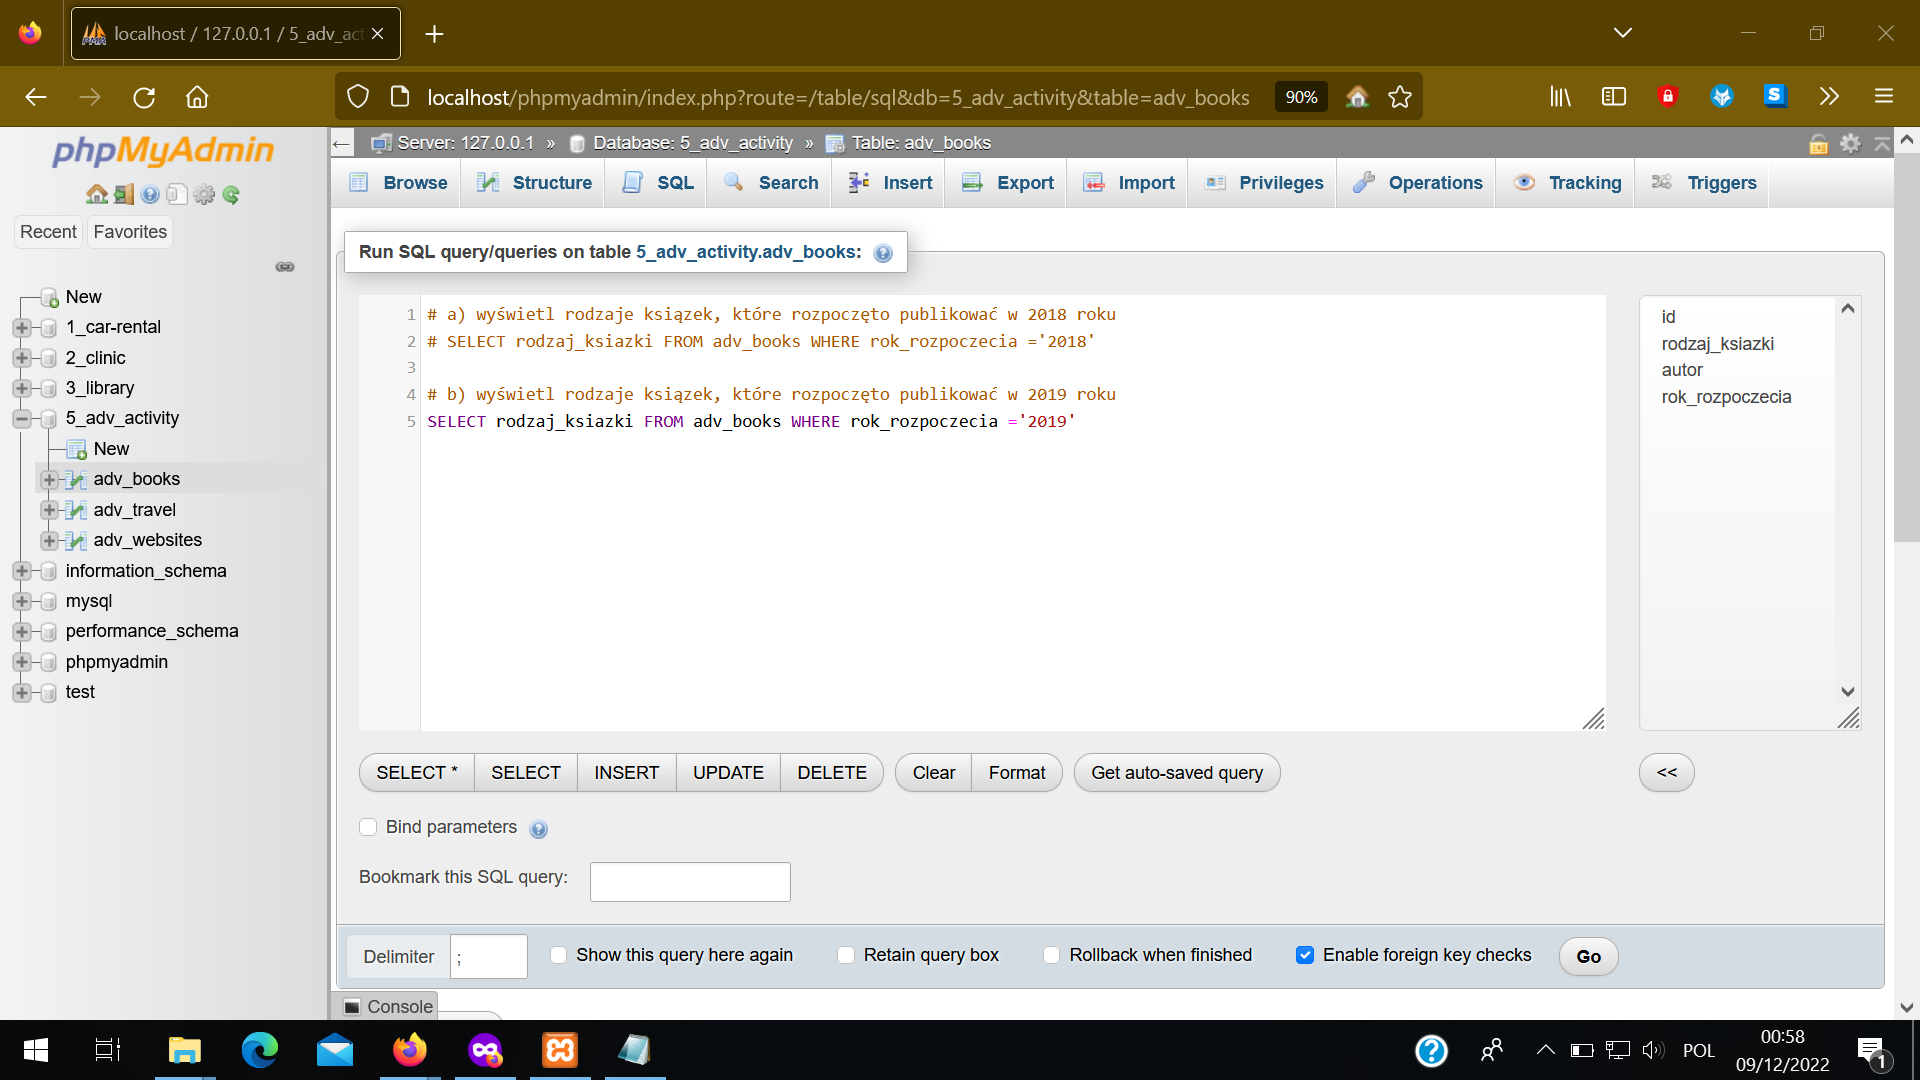 localhost / 127.0.0.1 / 5_adv_act
localhost/phpmyadmin/index.php?route=/table/sql&db=5_adv_activity&table=adv_books
90%
phpMyAdmin
Recent
Favorites
New
1_car-rental
2_clinic
3_library
5_adv_activity
New
adv_books
adv_travel
adv_websites
information_schema
mysql
performance_schema
phpmyadmin
test
Server: 127.0.0.1 » Database: 5_adv_activity » Table: adv_books
Browse
Structure
SQL
Search
Insert
Export
Import
Privileges
Operations
Tracking
Triggers
Run SQL query/queries on table 5_adv_activity.adv_books:
1 # a) wyświetl rodzaje książek, które rozpoczęto publikować w 2018 roku
2 # SELECT rodzaj_ksiazki FROM adv_books WHERE rok_rozpoczecia ='2018'
3
4 # b) wyświetl rodzaje książek, które rozpoczęto publikować w 2019 roku
5 SELECT rodzaj_ksiazki FROM adv_books WHERE rok_rozpoczecia ='2019'
id
rodzaj_ksiazki
autor
rok_rozpoczecia
SELECT *
SELECT
INSERT
UPDATE
DELETE
Clear
Format
Get auto-saved query
<<
Bind parameters
Bookmark this SQL query:
Delimiter
;
Show this query here again
Retain query box
Rollback when finished
Enable foreign key checks
Go
Console
POL
00:58
09/12/2022
1